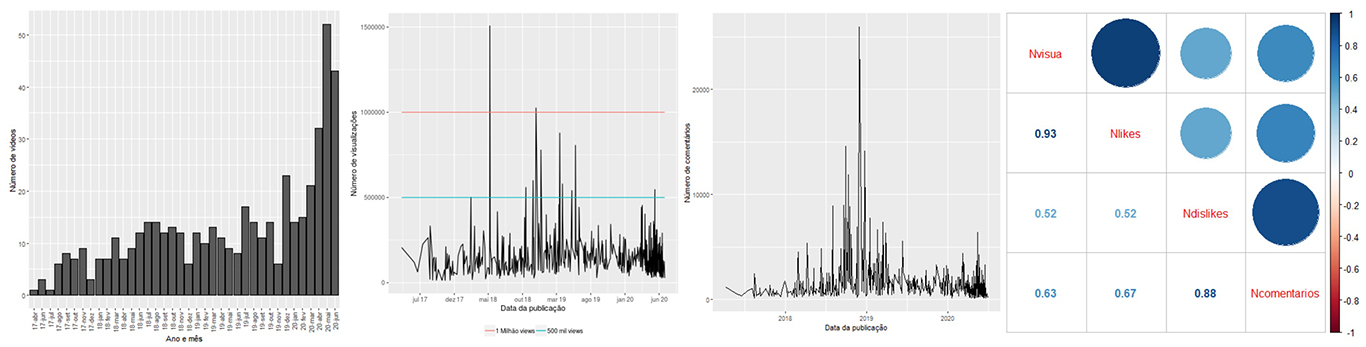 Número de vídeos
50
40
30
20
10
0
17-abr
17-jun
17-jul
17-ago
17-set
17-out
17-nov
17-dez
18-jan
18-fev
18-mar
18-abr
18-mai
18-jun
18-jul
18-ago
18-set
18-out
18-nov
18-dez
19-jan
19-fev
19-mar
19-abr
19-mai
19-jun
19-jul
19-ago
19-set
19-out
19-nov
19-dez
20-jan
20-fev
20-mar
20-abr
20-mai
20-jun
Ano e mês
Número de visualizações
1500000
1000000
500000
0
jul 17
dez 17
mai 18
out 18
mar 19
ago 19
jan 20
jun 20
Data da publicação
1 Milhão views
500 mil views
Número de comentários
20000
10000
0
2018
2019
2020
Data da publicação
Nvisua
0.93
Nlikes
0.52
0.52
Ndislikes
0.63
0.67
0.88
Ncomentarios
1
0.8
0.6
0.4
0.2
0
-0.2
-0.4
-0.6
-0.8
-1